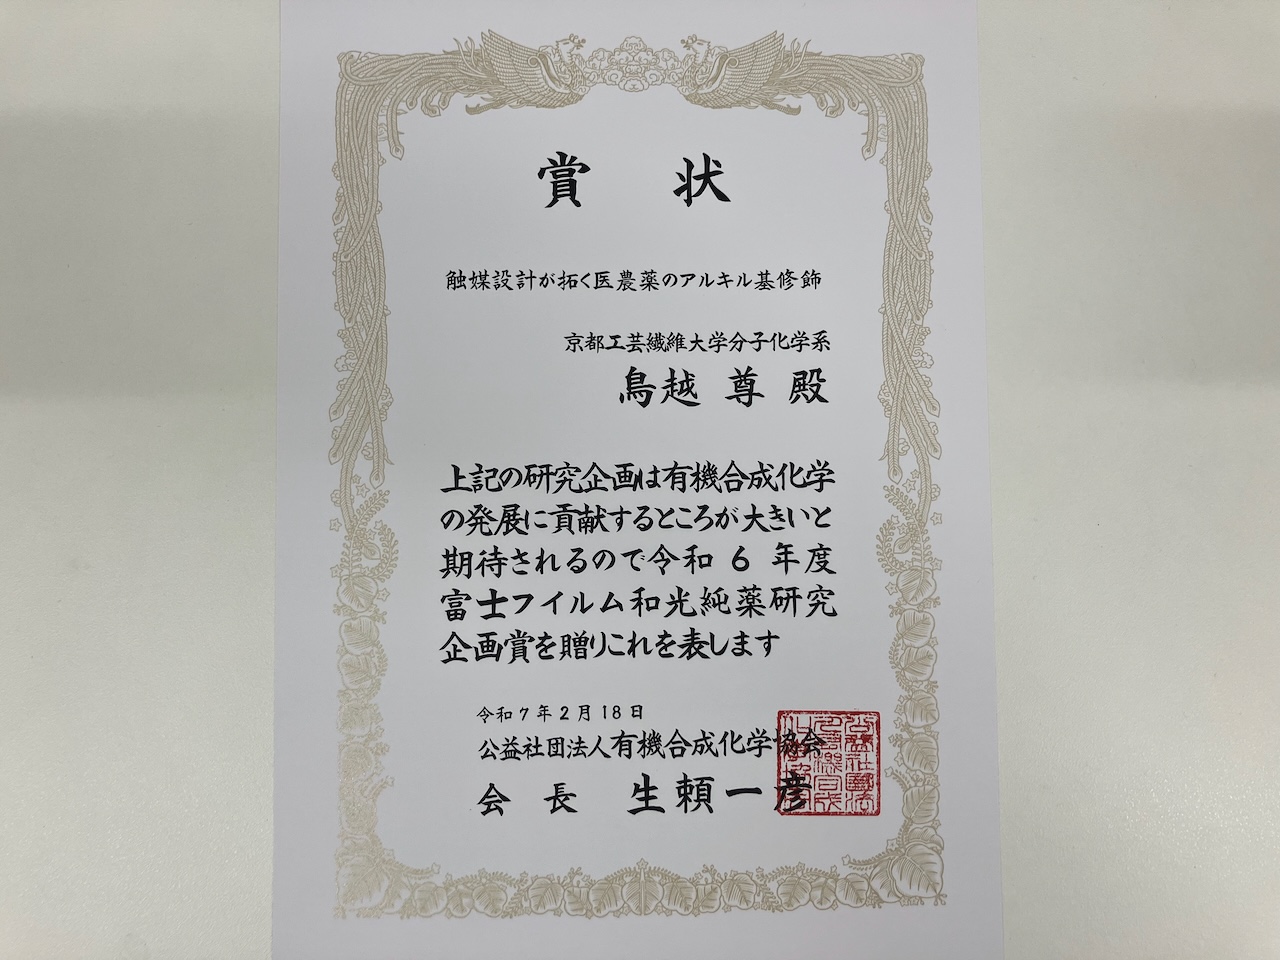 賞状
触媒設計が拓く医農薬のアルキル基修飾
京都工芸繊維大学分子化学系
鳥越 尊 殿
上記の研究企画は有機合成化学
の発展に貢献するところが大きいと
期待されるので令和6年度
富士フイルム和光純薬研究
企画賞を贈りこれを表します
令和7年2月18日
公益社団法人有機合成化学協会
会長 生頼一彦